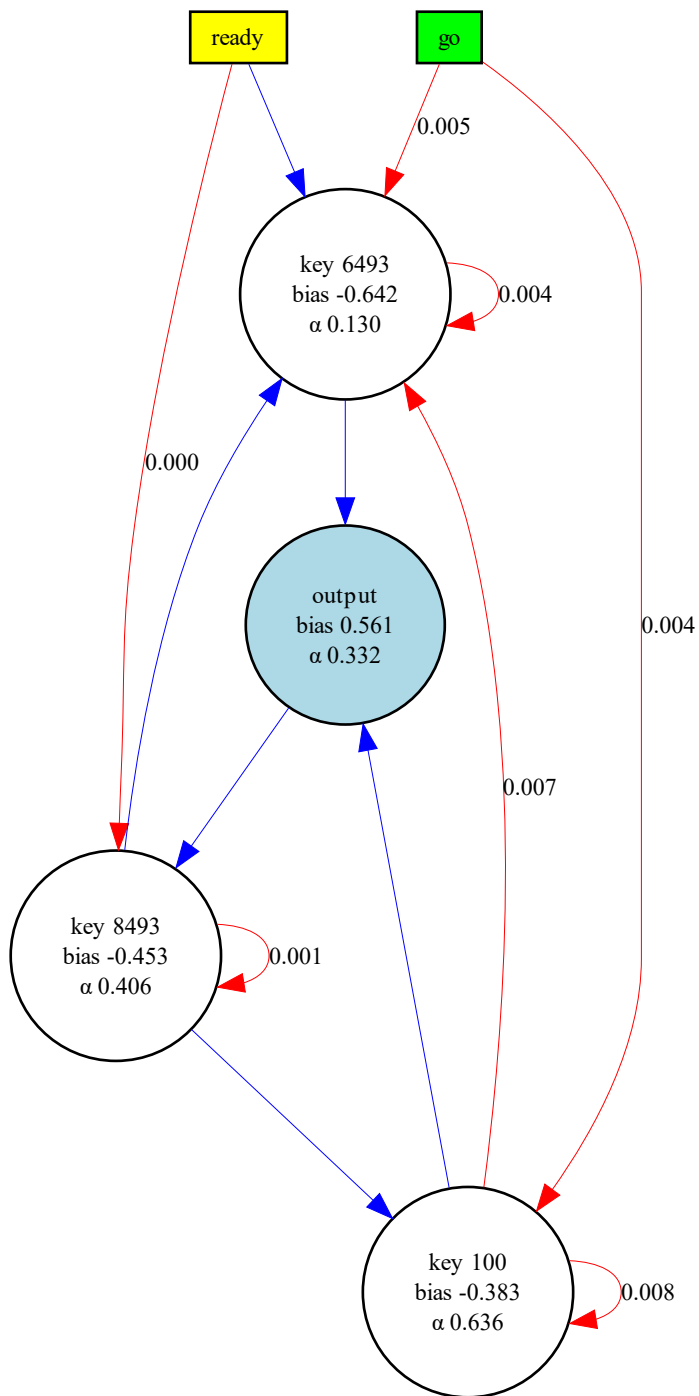 ready
go
0.005
key 6493
bias -0.642
α 0.130
0.004
0.000
output
bias 0.561
α 0.332
0.004
0.007
key 8493
bias -0.453
α 0.406
0.001
key 100
bias -0.383
α 0.636
0.008